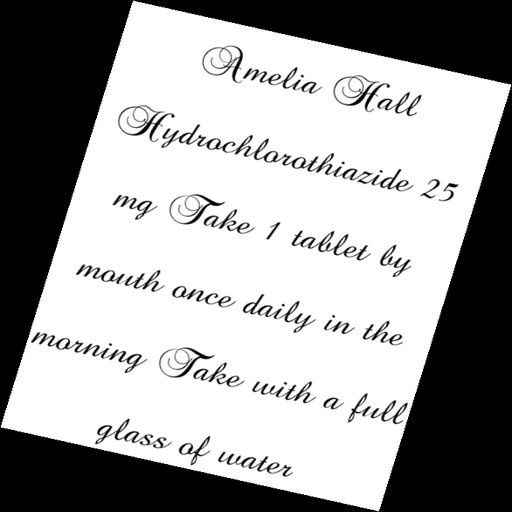 Amelia Hall
Hydrochlorothiazide 25
mg Take 1 tablet by
mouth once daily in the
morning Take with a full
glass of water